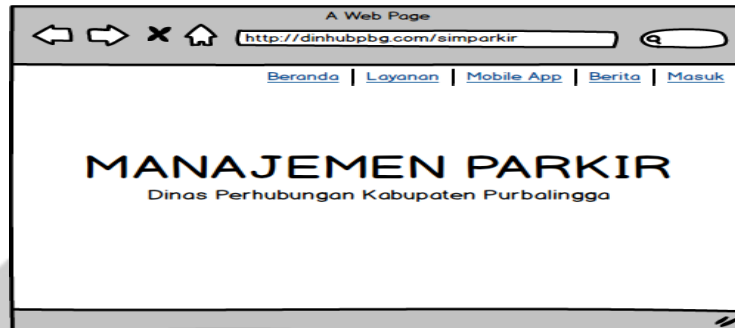 A Web Page
http://dinhubpbg.com/simparkir
Beranda | Layanan | Mobile App | Berita | Masuk
MANAJEMEN PARKIR
Dinas Perhubungan Kabupaten Purbalingga